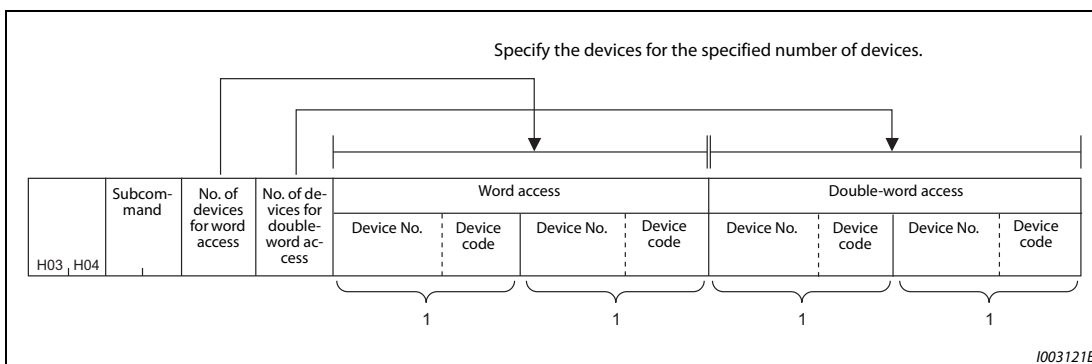 Specify the devices for the specified number of devices.
Subcom-
mand
No. of
devices
for word
access
No. of de-
vices for
double-
word ac-
cess
Word access
Double-word access
Device No.
Device
code
Device No.
Device
code
Device No.
Device
code
Device No.
Device
code
H03 H04
1
1
1
1
I003121E